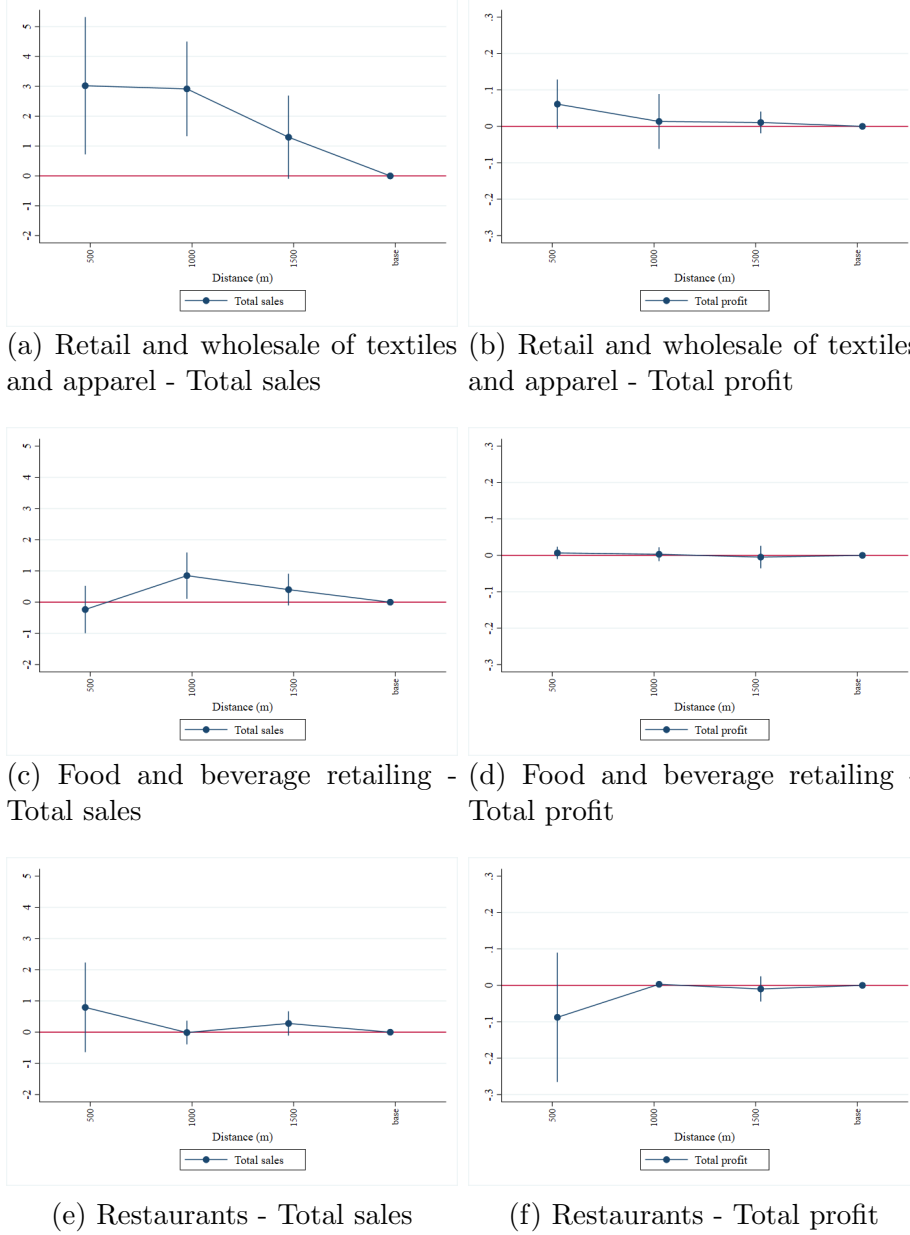 5
4
3
2
1
0
-1
-2
500
1000
1500
base
Distance (m)
Total sales
.3
.2
.1
0
-.1
-.2
-.3
500
1000
1500
base
Distance (m)
Total profit
(a) Retail and wholesale of textiles
and apparel - Total sales
(b) Retail and wholesale of textiles
and apparel - Total profit
5
4
3
2
1
0
-1
-2
500
1000
1500
base
Distance (m)
Total sales
.3
.2
.1
0
-.1
-.2
-.3
500
1000
1500
base
Distance (m)
Total profit
(c) Food and beverage retailing -
Total sales
(d) Food and beverage retailing -
Total profit
5
4
3
2
1
0
-1
-2
500
1000
1500
base
Distance (m)
Total sales
.3
.2
.1
0
-.1
-.2
-.3
500
1000
1500
base
Distance (m)
Total profit
(e) Restaurants - Total sales
(f) Restaurants - Total profit